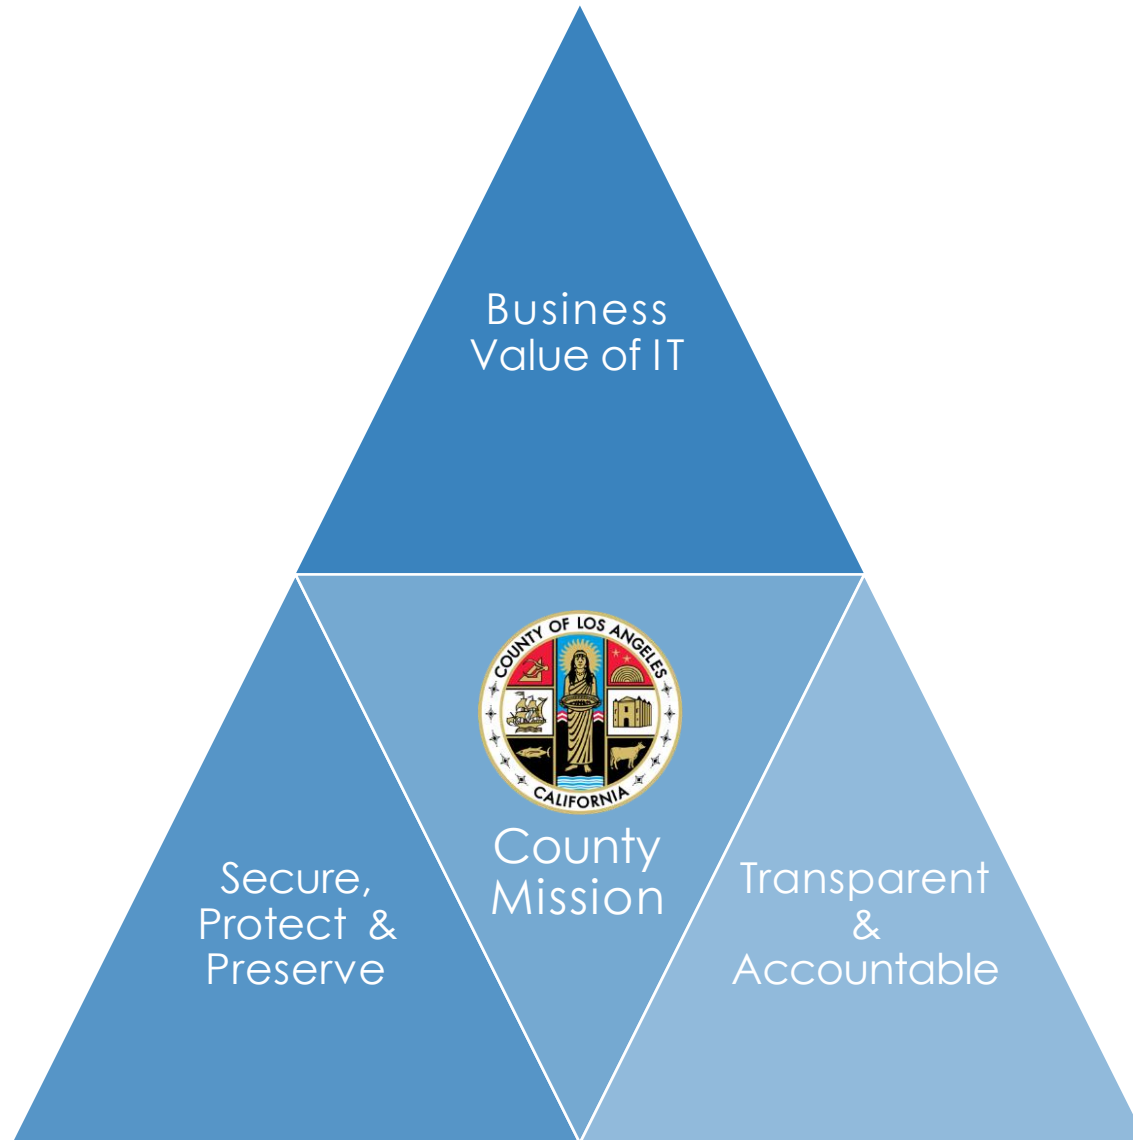 Business
Value of IT
COUNTY OF LOS ANGELES
CALIFORNIA
County
Mission
Secure,
Protect &
Preserve
Transparent
&
Accountable